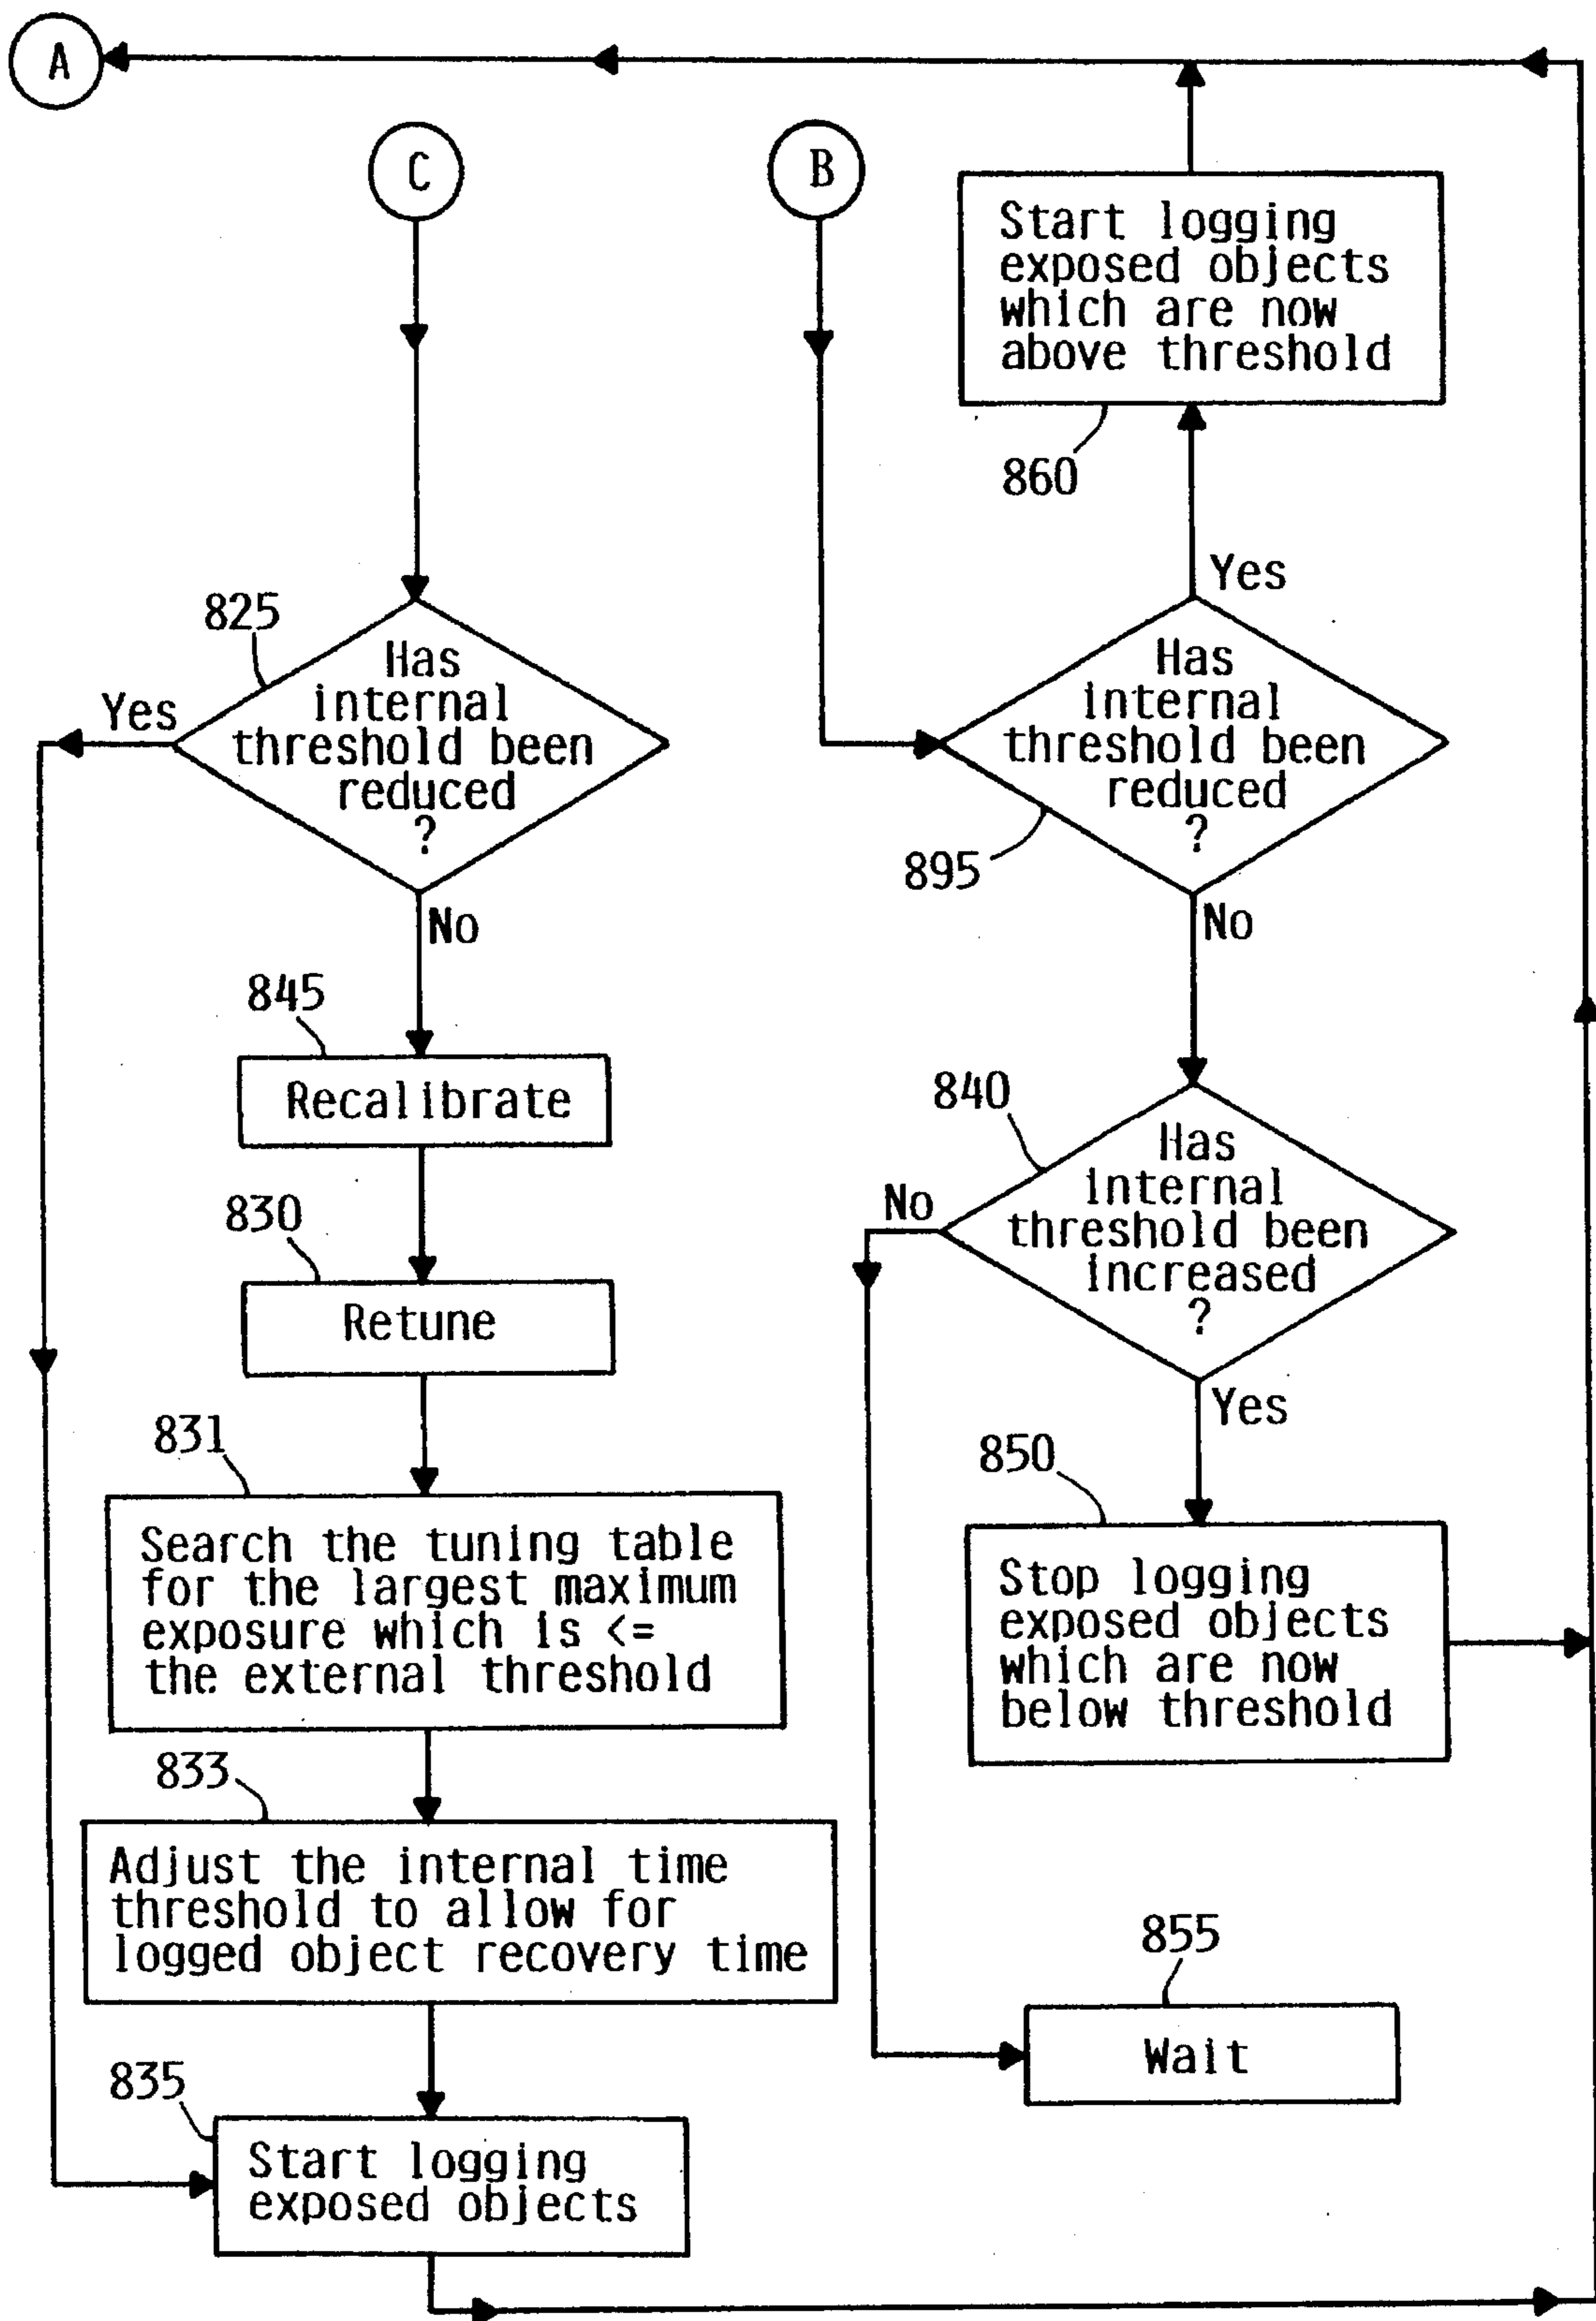 A
C
B
Start logging
exposed objects
which are now
above threshold
860
Yes
825
Has
internal
threshold been
reduced
?
Yes
No
Has
internal
threshold been
reduced
?
895
No
845
Recalibrate
840
Has
internal
threshold been
increased
?
No
Yes
830
Retune
831
Search the tuning table
for the largest maximum
exposure which is <=
the external threshold
850
Stop logging
exposed objects
which are now
below threshold
833
Adjust the internal time
threshold to allow for
logged object recovery time
855
Wait
835
Start logging
exposed objects